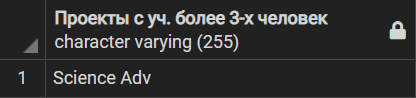 Проекты с уч. более 3-х человек
character varying (255)
1 Science Adv